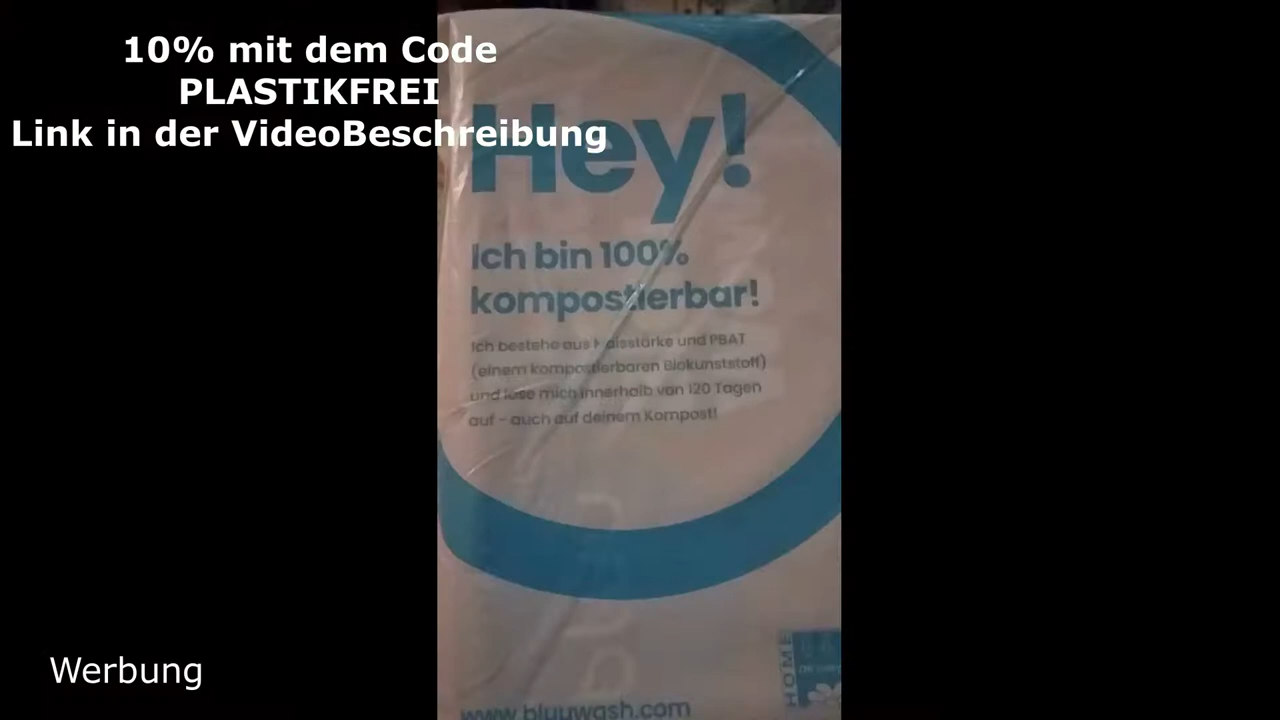 10% mit dem Code
PLASTIKFREI
Link in der VideoBeschreibung
Hey!
Ich bin 100%
kompostierbar!
Ich bestehe aus Maisstärke und PBAT
(einem kompostierbaren Biokunststoff)
und löse mich innerhalb von 120 Tagen
auf - auch auf deinem Kompost!
HOME
www.bluuwash.com
Werbung